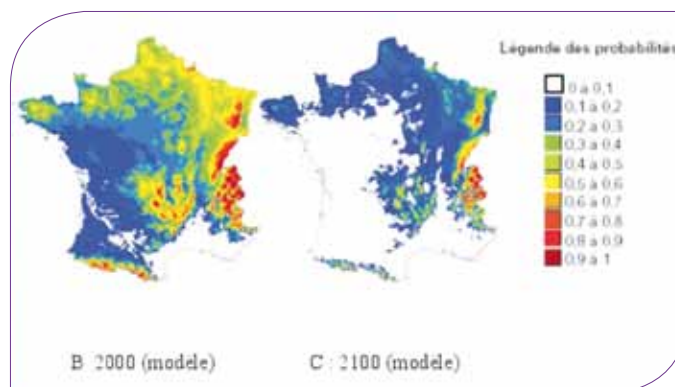 Légende des probabilités
0 à 0,1
0,1 à 0,2
0,2 à 0,3
0,3 à 0,4
0,4 à 0,5
0,5 à 0,6
0,6 à 0,7
0,7 à 0,8
0,8 à 0,9
0,9 à 1
B 2000 (modèle)
C : 2100 (modèle)